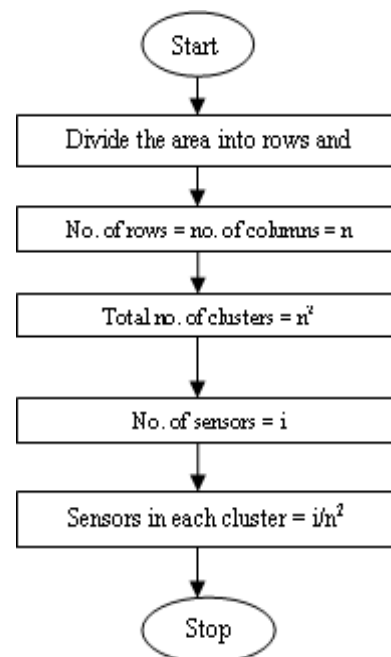 Start
Divide the area into rows and
No. of rows = no. of columns = n
Total no. of clusters = n²
No. of sensors = i
Sensors in each cluster = i/n²
Stop